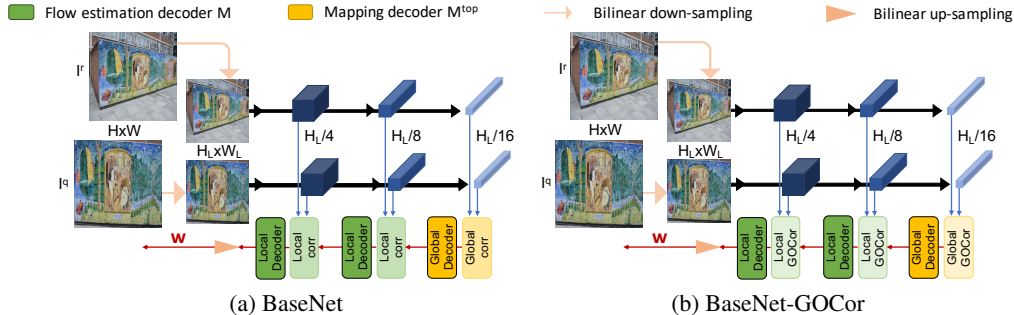 Flow estimation decoder M
Mapping decoder M^top
Bilinear down-sampling
Bilinear up-sampling
I^r
HxW
I^q
H_LxW_L
H_L/4
H_L/8
H_L/16
w
Local Decoder
Local corr
Local Decoder
Local corr
Global Decoder
Global corr
(a) BaseNet
I^r
HxW
I^q
H_LxW_L
H_L/4
H_L/8
H_L/16
w
Local Decoder
Local GOCor
Local Decoder
Local GOCor
Global Decoder
Global GOCor
(b) BaseNet-GOCor